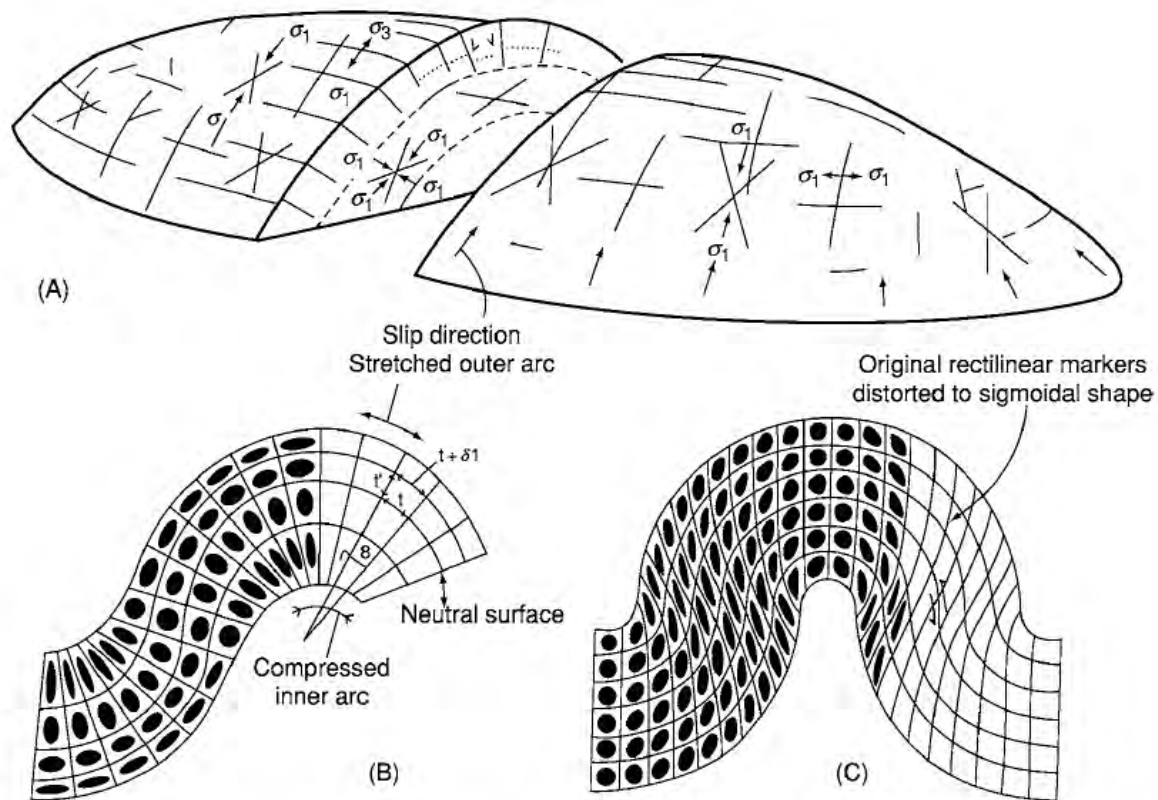 σ1
σ3
σ1
σ
σ1
σ1
σ1
σ1
σ1
σ1
σ1 σ1
σ1
(A)
Slip direction
Stretched outer arc
Original rectilinear markers
distorted to sigmoidal shape
t + δ1
t'
t
8
Neutral surface
Compressed
inner arc
(B)
(C)